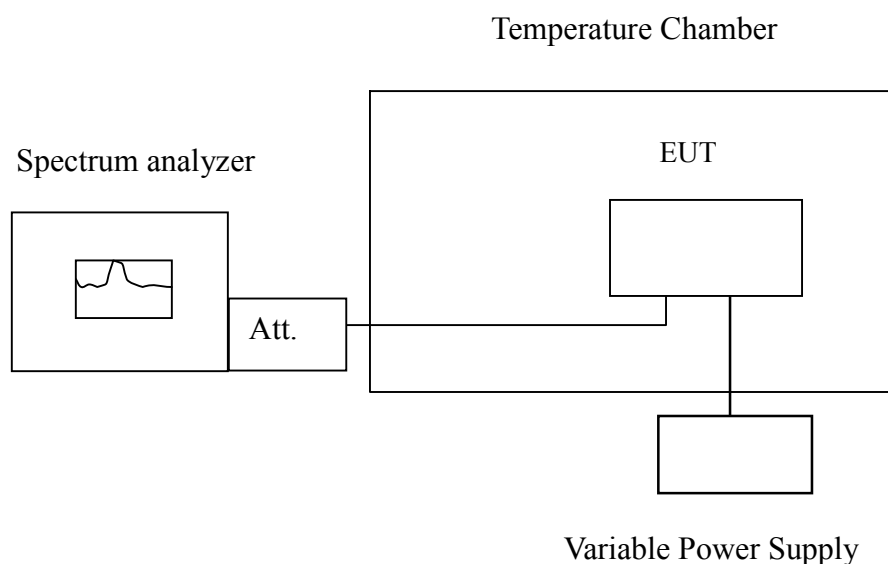 Temperature Chamber
Spectrum analyzer
EUT
Att.
Variable Power Supply